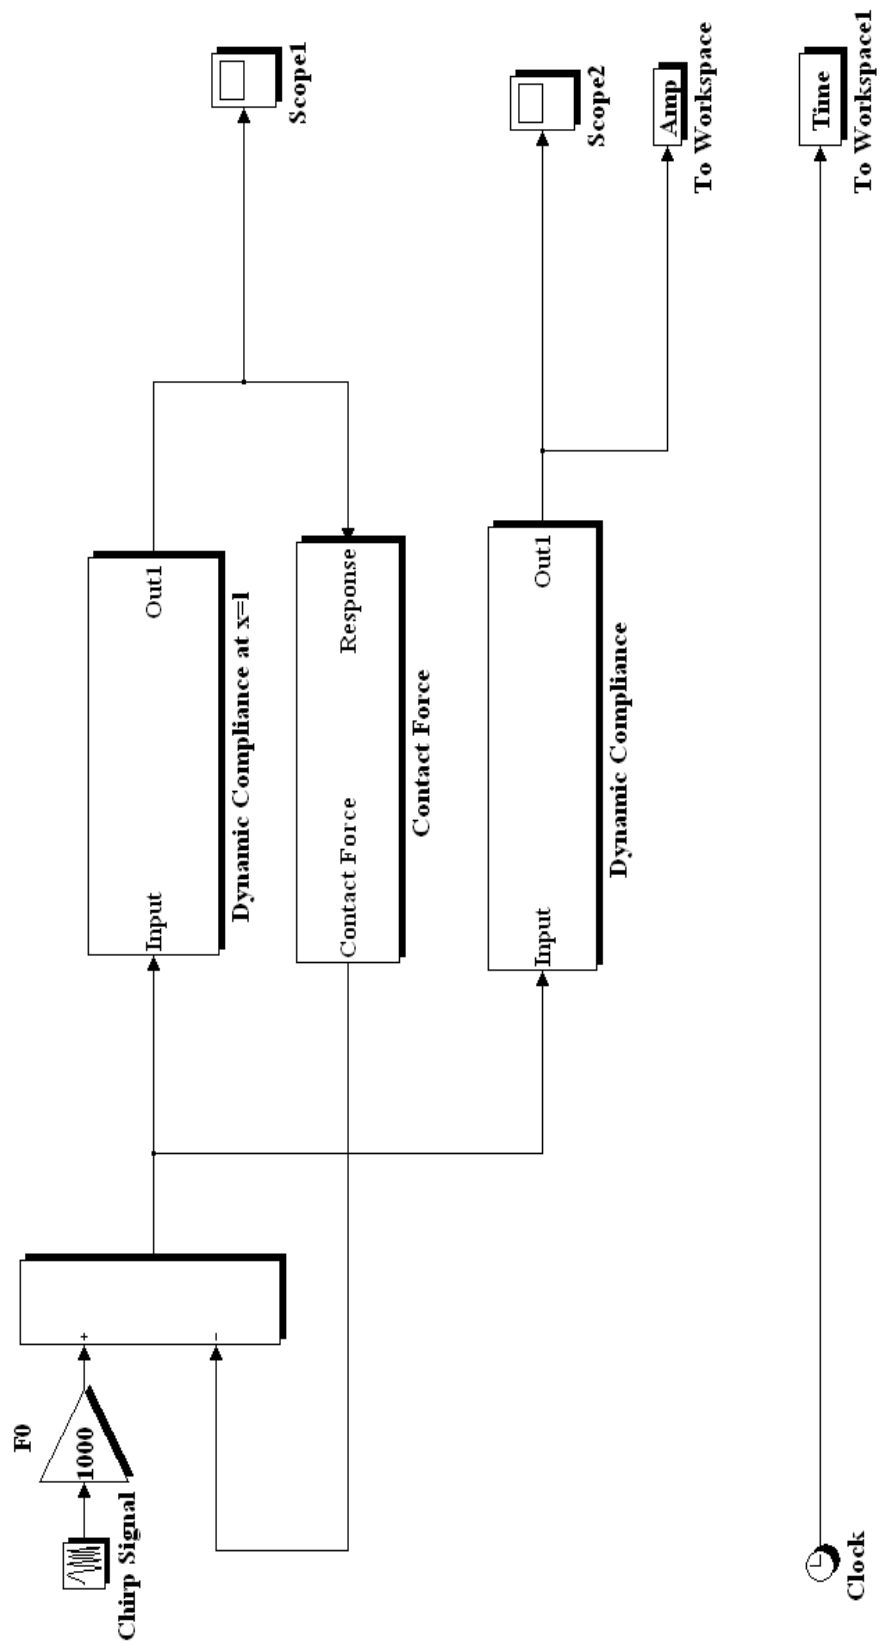 Chirp Signal
F0
1000
+
−
Input
Out1
Dynamic Compliance at x=l
Scope1
Contact Force
Response
Contact Force
Input
Out1
Dynamic Compliance
Scope2
Amp
To Workspace
Clock
Time
To Workspace1